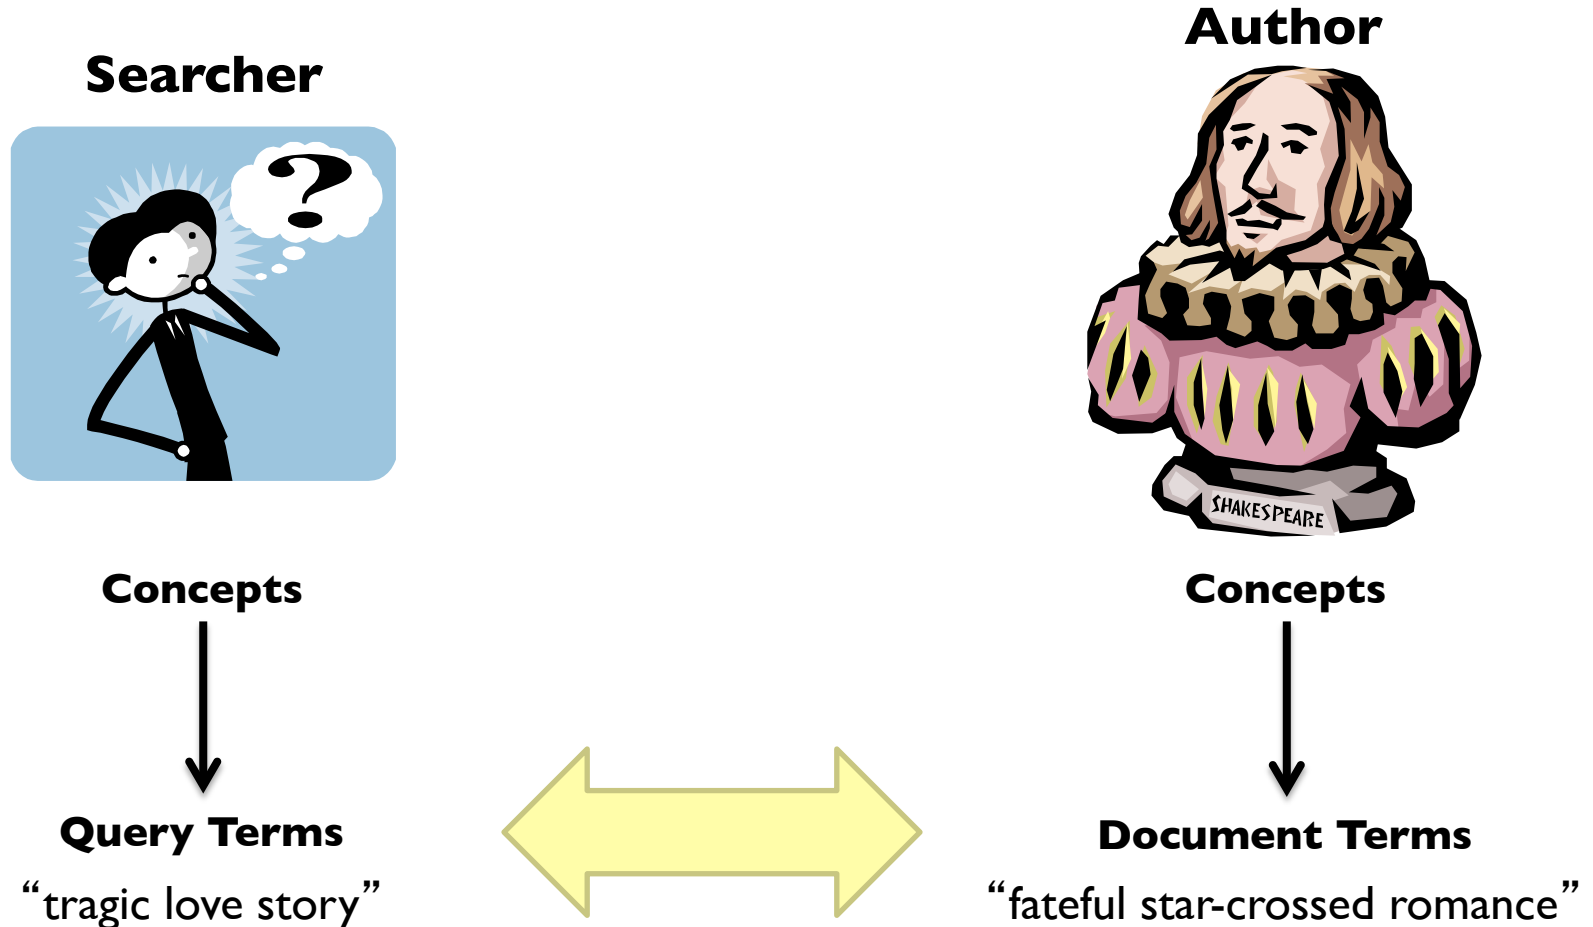 Author
Searcher
?
SHAKESPEARE
Concepts
Concepts
Query Terms
Document Terms
“tragic love story”
“fateful star-crossed romance”